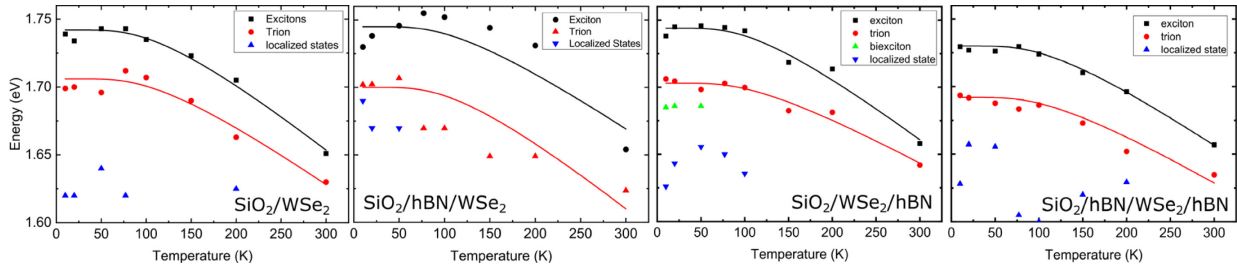 Energy (eV)
1.75
1.70
1.65
1.60
Excitons
Trion
localized states
SiO2/WSe2
0 50 100 150 200 250 300
Temperature (K)
Exciton
Trion
Localized States
SiO2/hBN/WSe2
0 50 100 150 200 250 300
Temperature (K)
exciton
trion
biexciton
localized state
SiO2/WSe2/hBN
0 50 100 150 200 250 300
Temperature (K)
exciton
trion
localized state
SiO2/hBN/WSe2/hBN
0 50 100 150 200 250 300
Temperature (K)